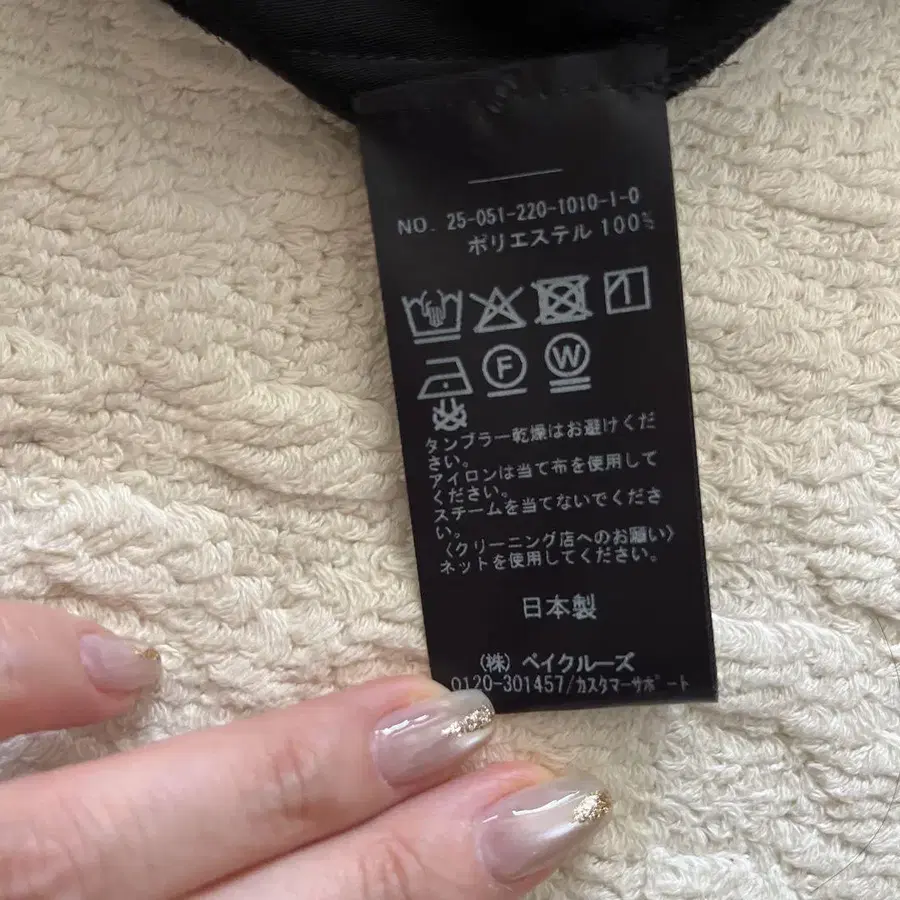 NO. 25-051-220-1010-1-0
ポリエステル 100%
F W
タンブラー乾燥はお避けくだ
さい。
アイロンは当て布を使用して
ください。
スチームを当てないでくださ
い。
〈クリーニング店へのお願い〉
ネットを使用してください。
日本製
(株) ベイクルーズ
0120-301457/カスタマーサポート